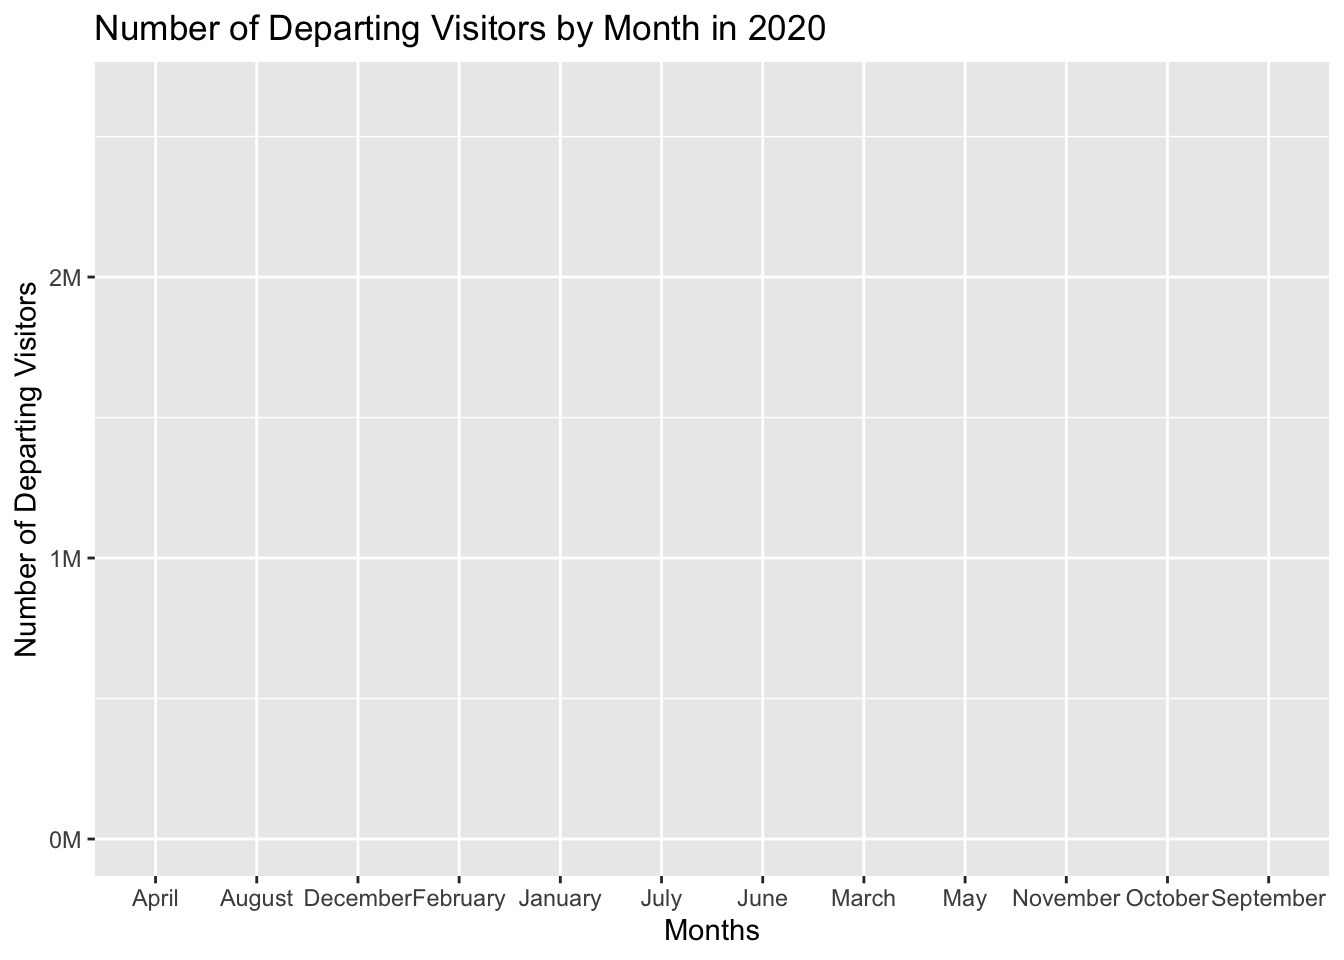 Number of Departing Visitors by Month in 2020
Number of Departing Visitors
2M
1M
0M
April August December February January July June March May November October September
Months